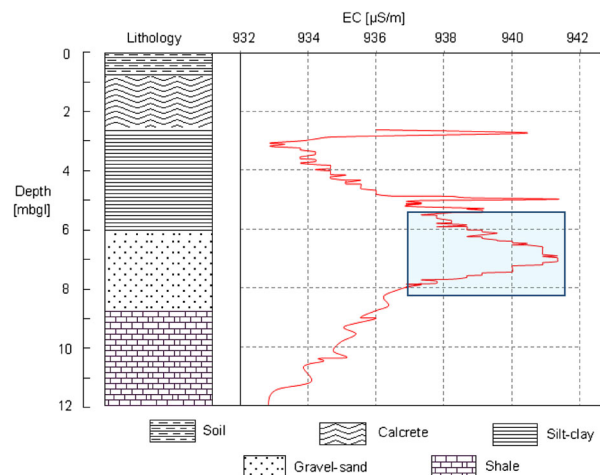 EC [µS/m]
Lithology
932 934 936 938 940 942
0
2
4
Depth
[mbgl]
6
8
10
12
Soil
Calcrete
Silt-clay
Gravel-sand
Shale